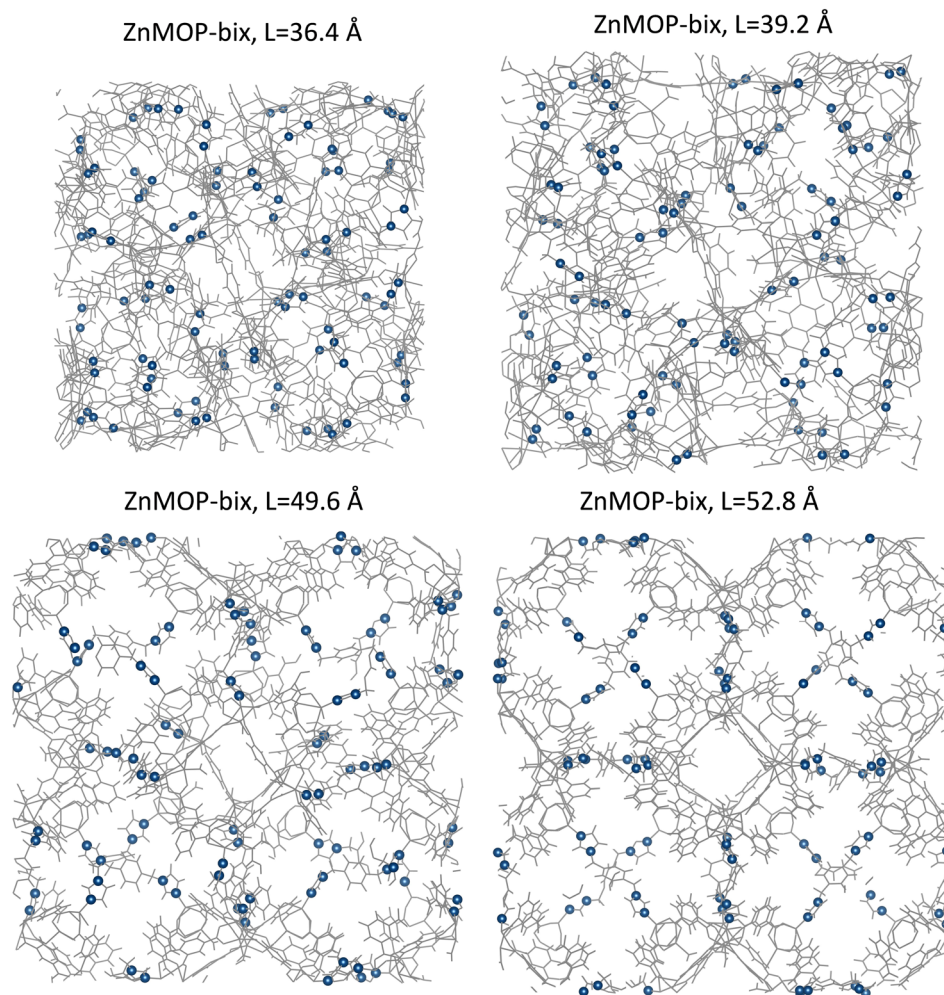 ZnMOP-bix, L=36.4 Å
ZnMOP-bix, L=39.2 Å
ZnMOP-bix, L=49.6 Å
ZnMOP-bix, L=52.8 Å